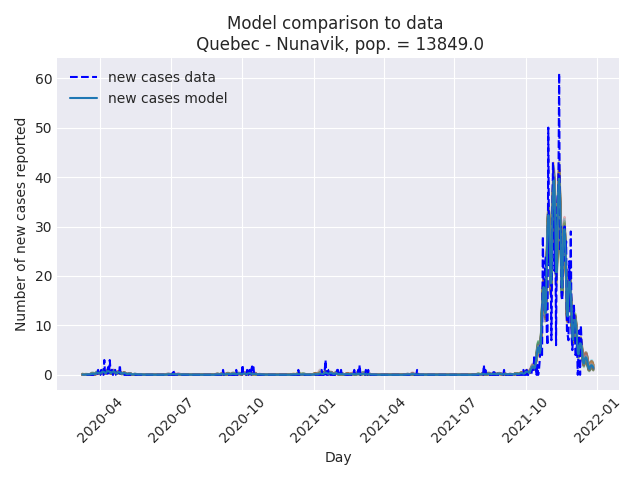 Model comparison to data
Quebec - Nunavik, pop. = 13849.0
new cases data
new cases model
Number of new cases reported
60
50
40
30
20
10
0
2020-04
2020-07
2020-10
2021-01
2021-04
2021-07
2021-10
2022-01
Day